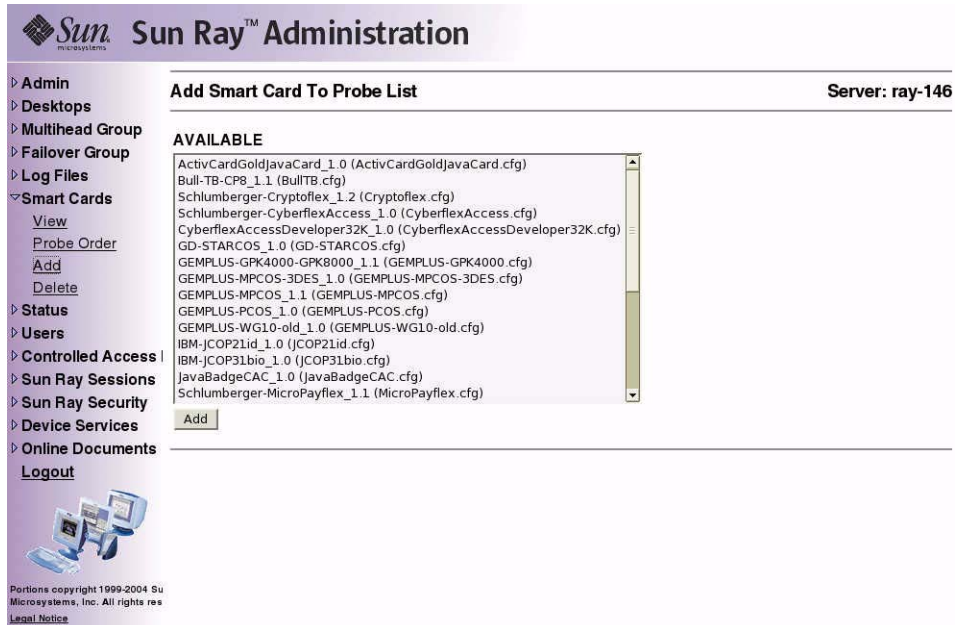 Sun microsystems Sun Ray™ Administration
Admin
Desktops
Multihead Group
Failover Group
Log Files
Smart Cards
View
Probe Order
Add
Delete
Status
Users
Controlled Access
Sun Ray Sessions
Sun Ray Security
Device Services
Online Documents
Logout
Portions copyright 1999-2004 Su
Microsystems, Inc. All rights res
Legal Notice
Add Smart Card To Probe List Server: ray-146
AVAILABLE
ActivCardGoldJavaCard_1.0 (ActivCardGoldJavaCard.cfg)
Bull-TB-CP8_1.1 (BullTB.cfg)
Schlumberger-Cryptoflex_1.2 (Cryptoflex.cfg)
Schlumberger-CyberflexAccess_1.0 (CyberflexAccess.cfg)
CyberflexAccessDeveloper32K_1.0 (CyberflexAccessDeveloper32K.cfg)
GD-STARCOS_1.0 (GD-STARCOS.cfg)
GEMPLUS-GPK4000-GPK8000_1.1 (GEMPLUS-GPK4000.cfg)
GEMPLUS-MPCOS-3DES_1.0 (GEMPLUS-MPCOS-3DES.cfg)
GEMPLUS-MPCOS_1.1 (GEMPLUS-MPCOS.cfg)
GEMPLUS-PCOS_1.0 (GEMPLUS-PCOS.cfg)
GEMPLUS-WG10-old_1.0 (GEMPLUS-WG10-old.cfg)
IBM-JCOP21id_1.0 (JCOP21id.cfg)
IBM-JCOP31bio_1.0 (JCOP31bio.cfg)
JavaBadgeCAC_1.0 (JavaBadgeCAC.cfg)
Schlumberger-MicroPayflex_1.1 (MicroPayflex.cfg)
Add